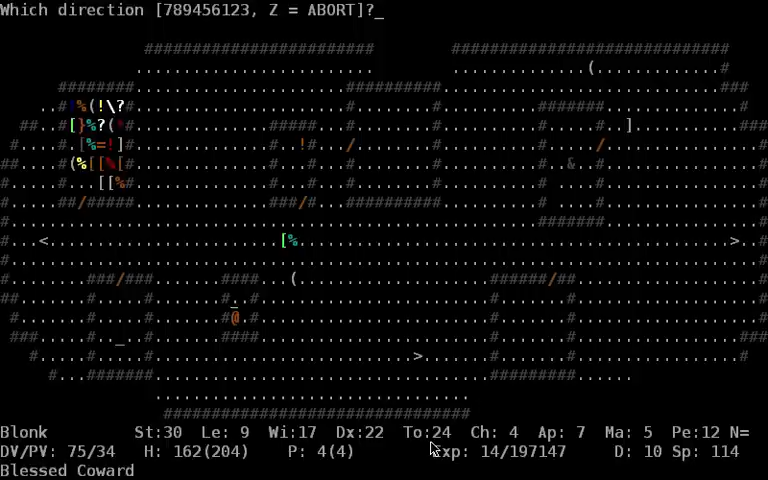 Which direction [789456123, Z = ABORT]?_
Blonk St:30 Le: 9 Wi:17 Dx:22 To:24 Ch: 4 Ap: 7 Ma: 5 Pe:12 N=
DV/PV: 75/34 H: 162(204) P: 4(4) Exp: 14/197147 D: 10 Sp: 114
Blessed Coward